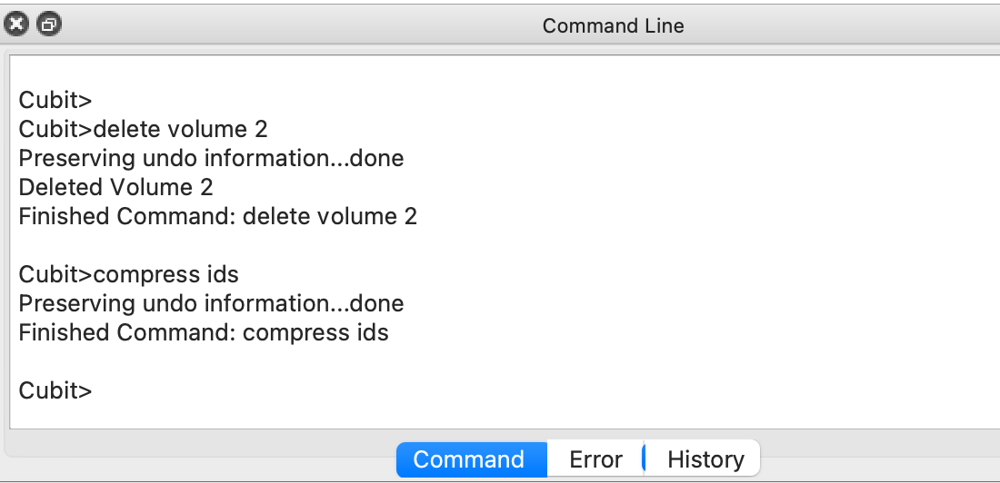 Command Line
Cubit>
Cubit>delete volume 2
Preserving undo information...done
Deleted Volume 2
Finished Command: delete volume 2
Cubit>compress ids
Preserving undo information...done
Finished Command: compress ids
Cubit>
Command Error History